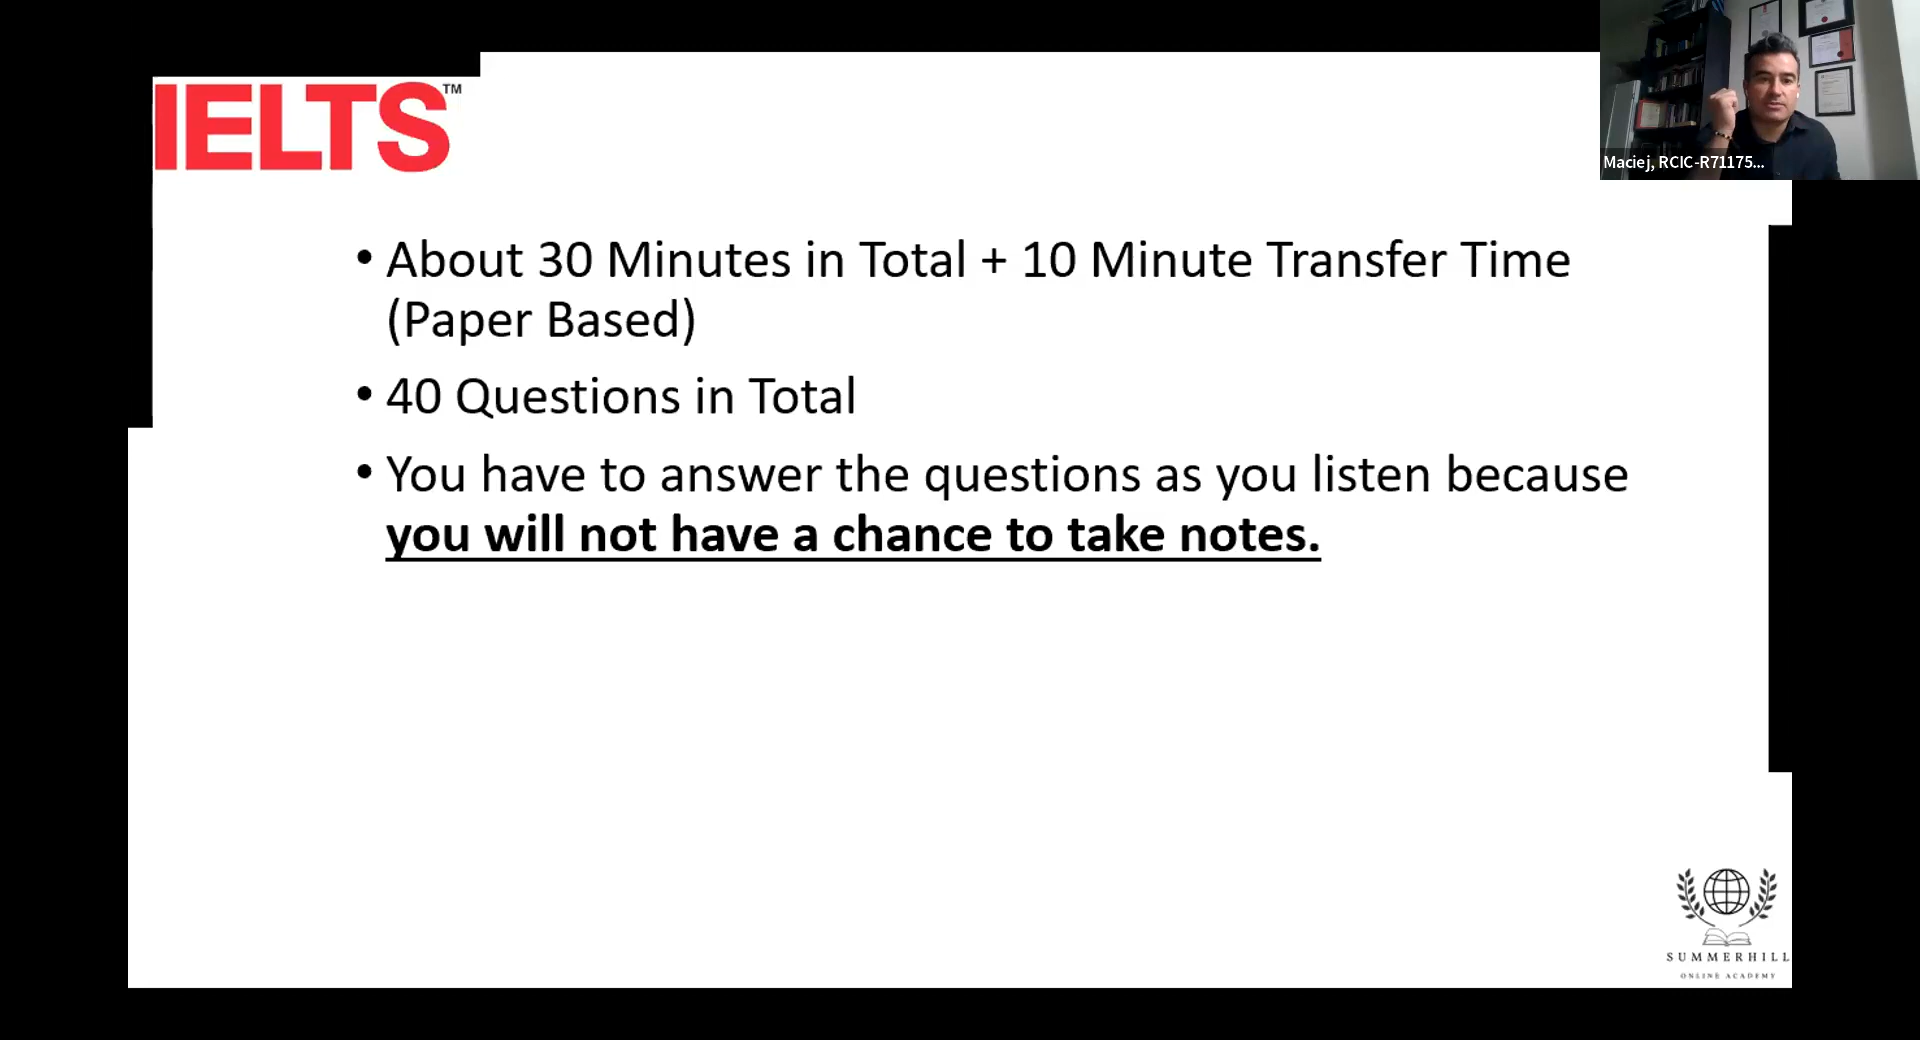 IELTS™
Maciej, RCIC-R71175...
• About 30 Minutes in Total + 10 Minute Transfer Time
(Paper Based)
• 40 Questions in Total
• You have to answer the questions as you listen because
you will not have a chance to take notes.
SUMMERHILL
ONLINE ACADEMY